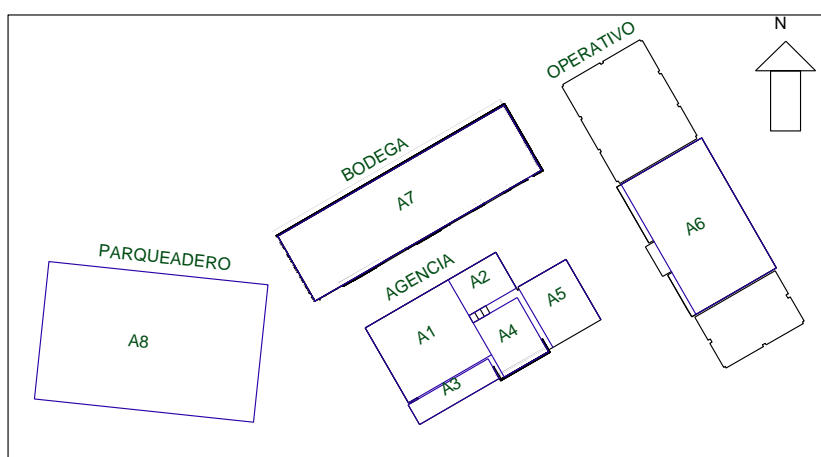 N
OPERATIVO
BODEGA
A7
A6
PARQUEADERO
AGENCIA
A2
A5
A1
A4
A8
A3